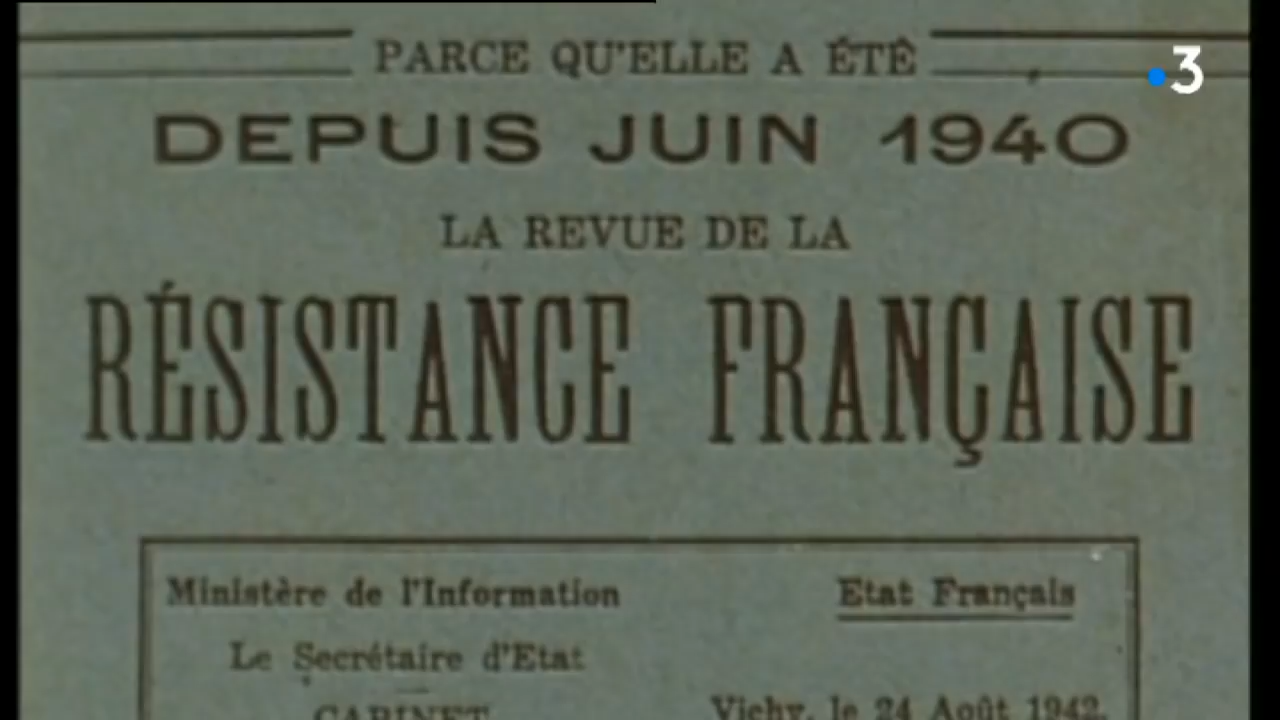 PARCE QU'ELLE A ÉTÉ
3
DEPUIS JUIN 1940
LA REVUE DE LA
RÉSISTANCE FRANÇAISE
Ministère de l'Information
Etat Français
Le Secrétaire d'Etat
CABINET
Vichy, le 24 Août 1942.